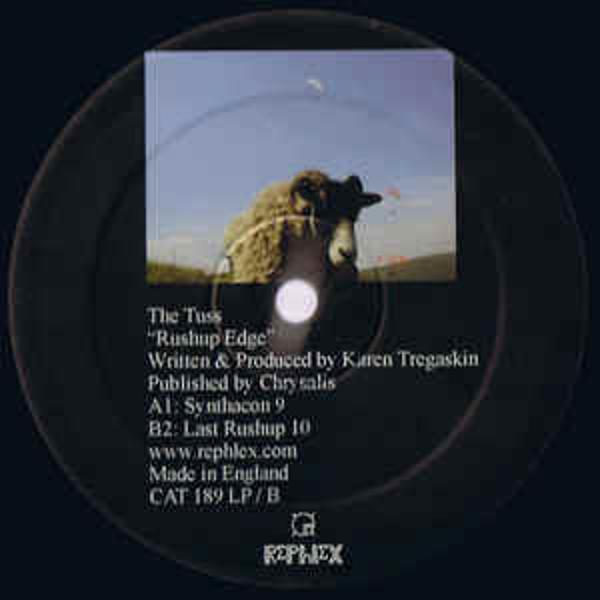 The Tuss
“Rushup Edge”
Written & Produced by Karen Tregaskin
Published by Chrysalis
A1: Synthacon 9
B2: Last Rushup 10
www.rephlex.com
Made in England
CAT 189 LP / B
REPHLEX